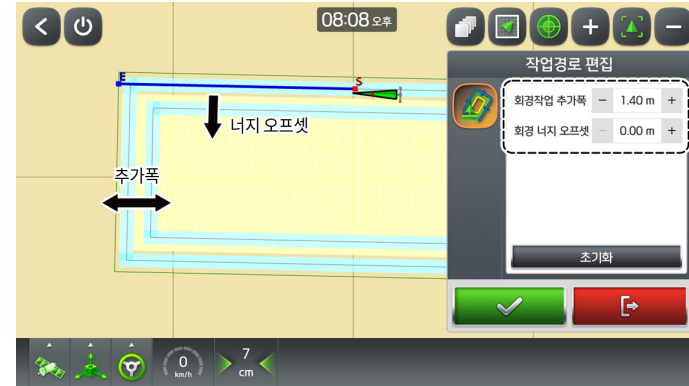 08:08 오후
작업경로 편집
회경작업 추가폭 − 1.40 m +
회경 너지 오프셋 − 0.00 m +
E
S
너지 오프셋
추가폭
초기화
0
km/h
7
cm